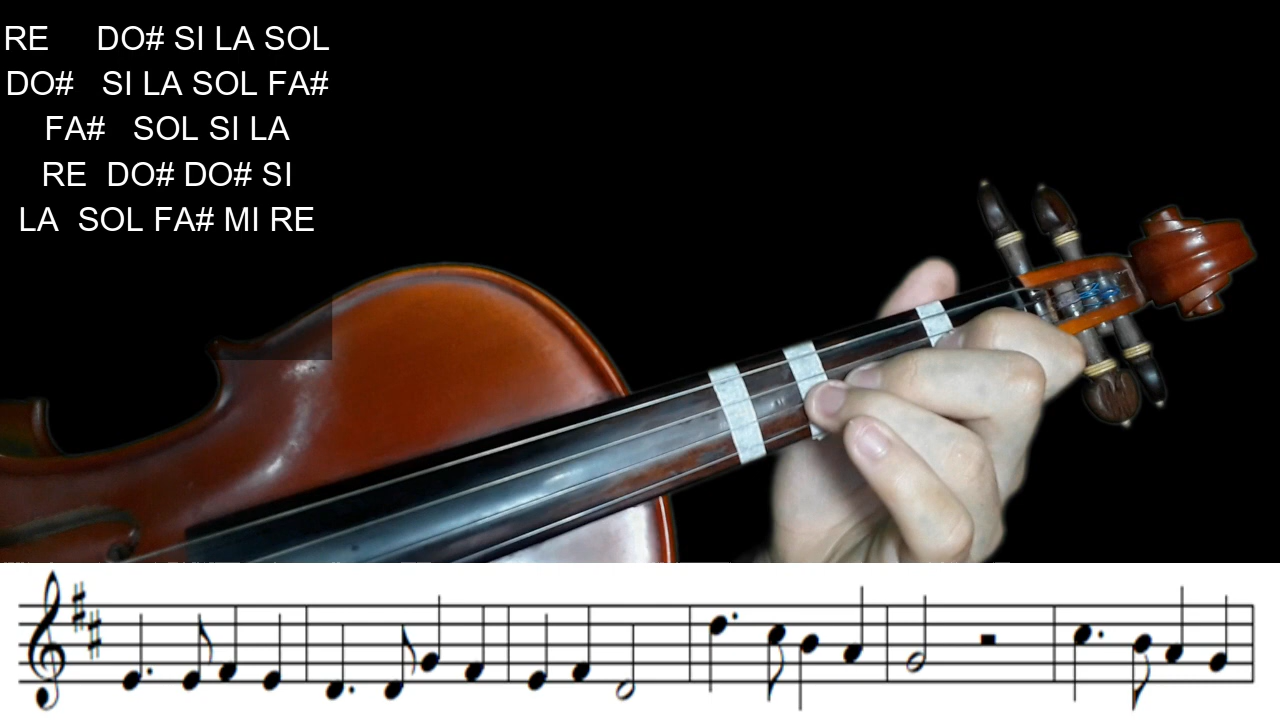 RE DO# SI LA SOL
DO# SI LA SOL FA#
FA# SOL SI LA
RE DO# DO# SI
LA SOL FA# MI RE